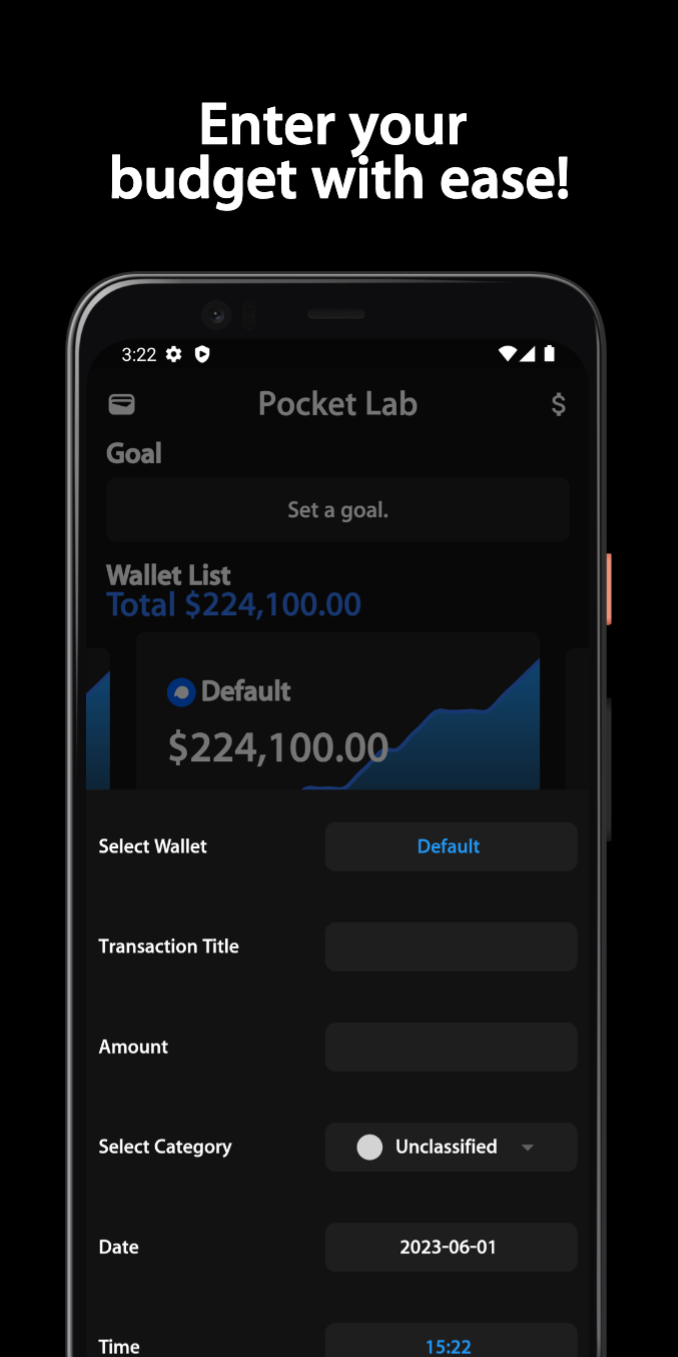 Enter your
budget with ease!
3:22
Pocket Lab
$
Goal
Set a goal.
Wallet List
Total $224,100.00
Default
$224,100.00
Select Wallet
Default
Transaction Title
Amount
Select Category
Unclassified
Date
2023-06-01
Time
15:22